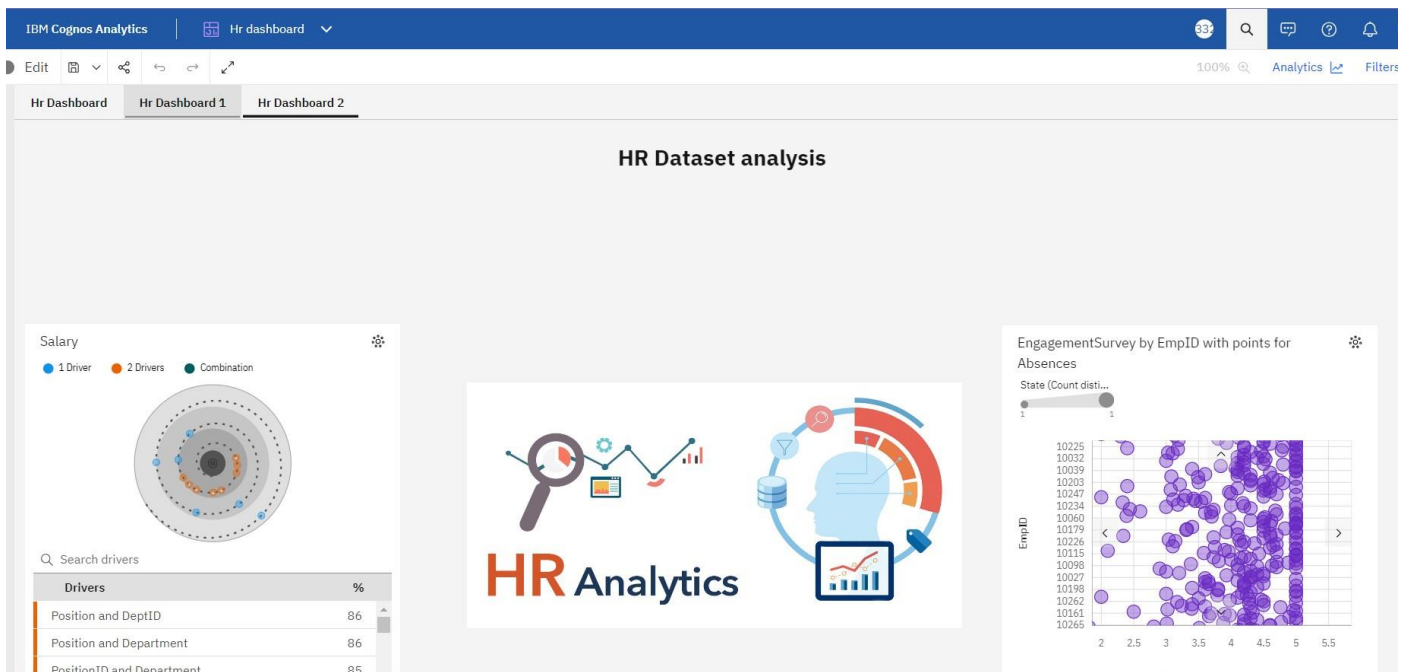 IBM Cognos Analytics
Hr dashboard
Edit
100%
Analytics
Filters
Hr Dashboard
Hr Dashboard 1
Hr Dashboard 2
HR Dataset analysis
Salary
1 Driver
2 Drivers
Combination
Search drivers
Drivers %
Position and DeptID 86
Position and Department 86
PositionID and Department 85
HR Analytics
EngagementSurvey by EmpID with points for
Absences
State (Count disti...
1 1
EmpID
10225
10032
10039
10203
10247
10234
10060
10179
10226
10115
10098
10027
10198
10262
10161
10265
2 2.5 3 3.5 4 4.5 5 5.5